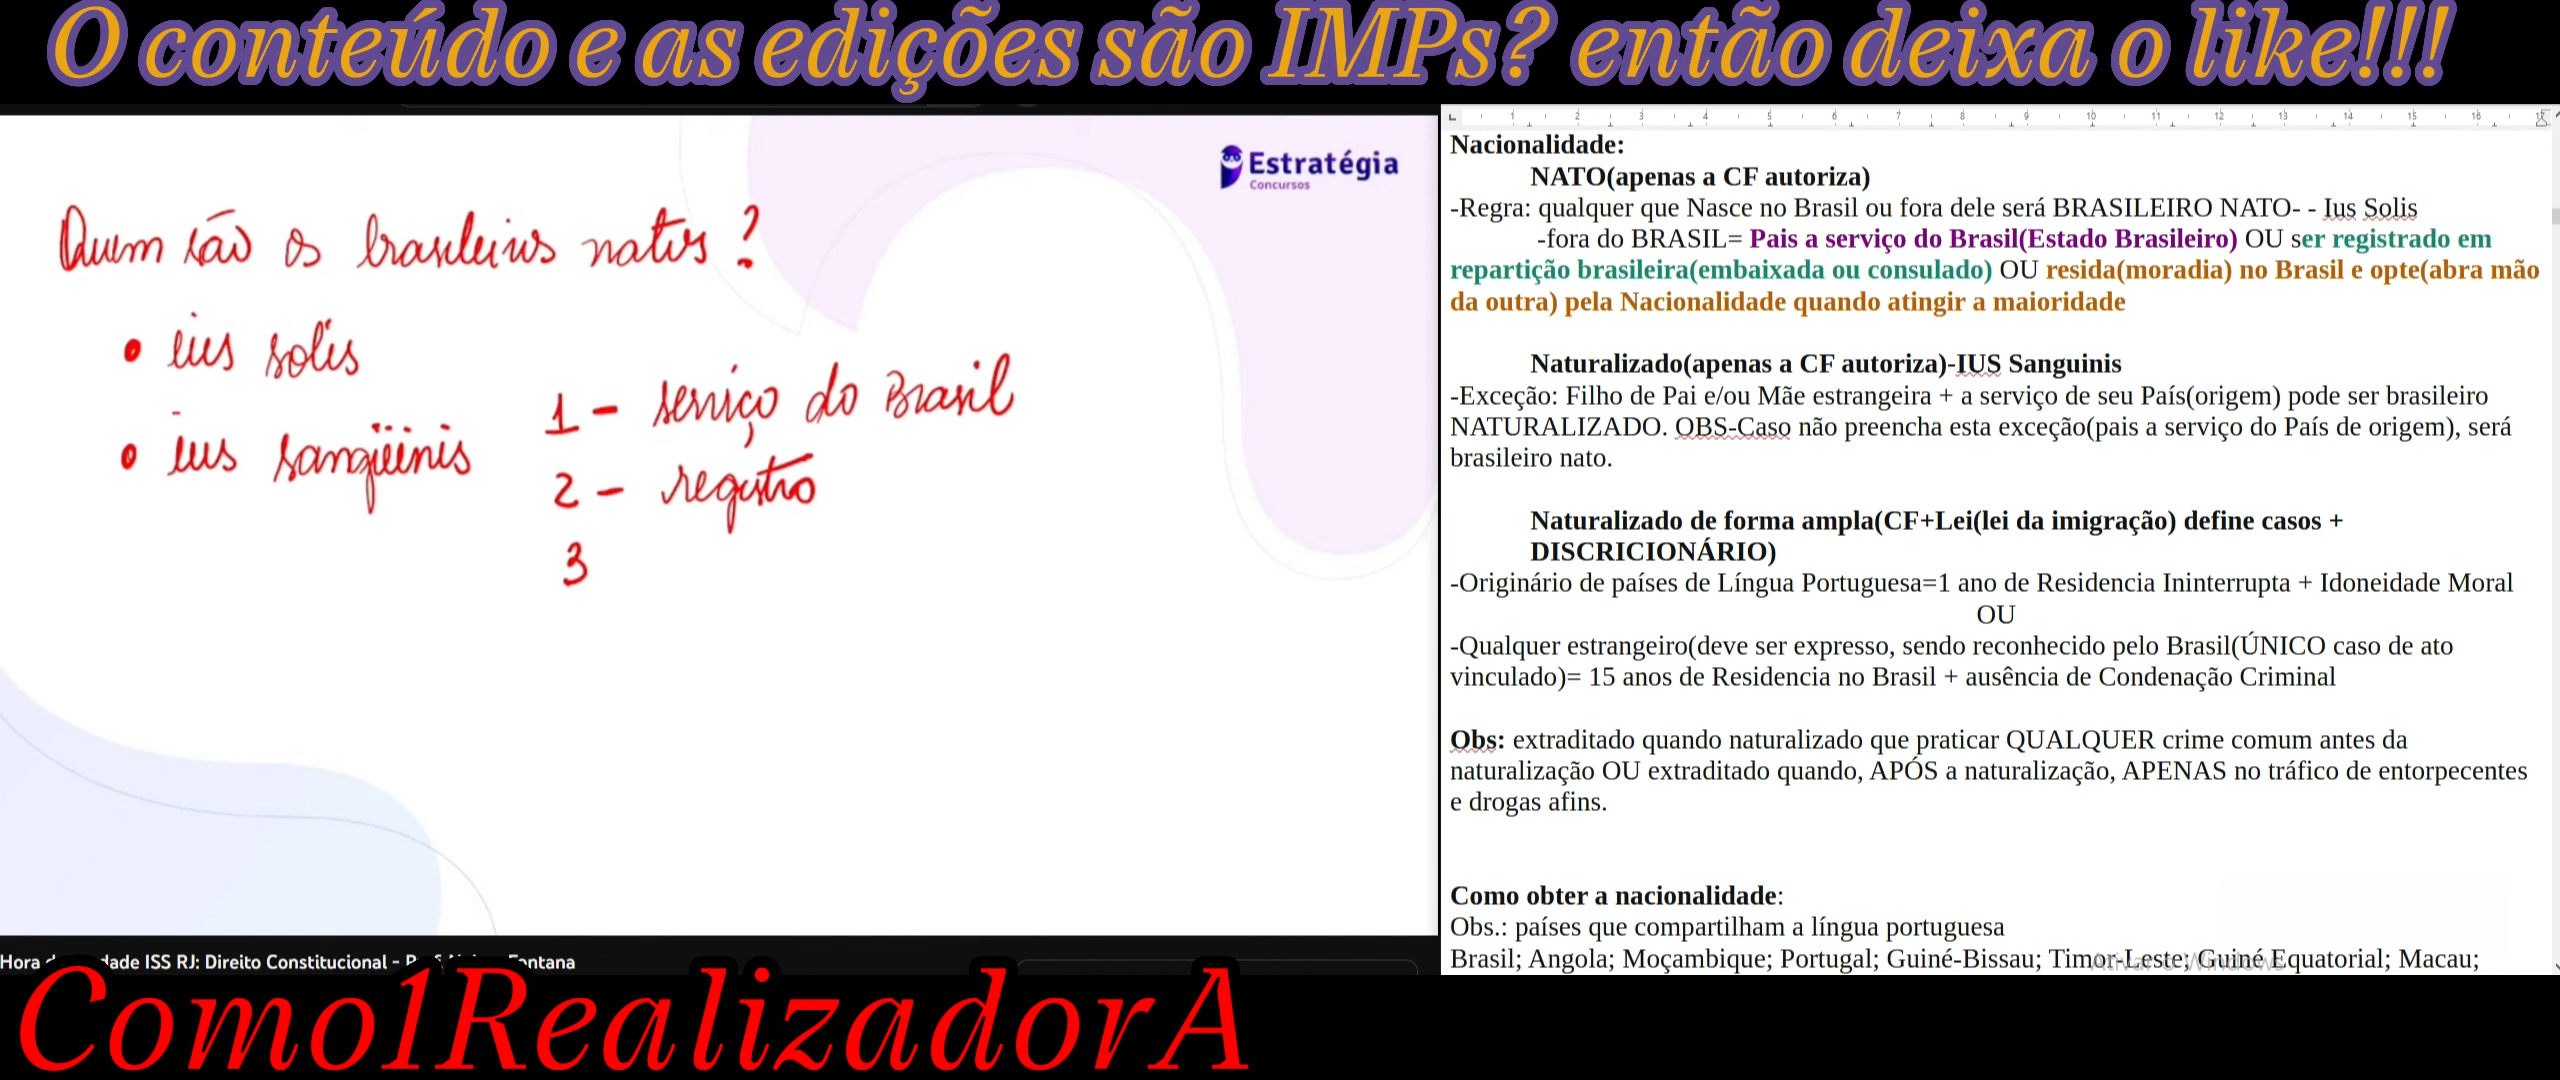 O conteúdo e as edições são IMPs? então deixa o like!!!
Estratégia
Concursos
Quem são os brasileiros natos?
• ius solis
• ius sangüinis
1 - serviço do Brasil
2 - registro
3
Nacionalidade:
NATO(apenas a CF autoriza)
-Regra: qualquer que Nasce no Brasil ou fora dele será BRASILEIRO NATO- - Ius Solis
-fora do BRASIL= Pais a serviço do Brasil(Estado Brasileiro) OU ser registrado em
repartição brasileira(embaixada ou consulado) OU resida(moradia) no Brasil e opte(abra mão
da outra) pela Nacionalidade quando atingir a maioridade
Naturalizado(apenas a CF autoriza)-IUS Sanguinis
-Exceção: Filho de Pai e/ou Mãe estrangeira + a serviço de seu País(origem) pode ser brasileiro
NATURALIZADO. OBS-Caso não preencha esta exceção(pais a serviço do País de origem), será
brasileiro nato.
Naturalizado de forma ampla(CF+Lei(lei da imigração) define casos +
DISCRICIONÁRIO)
-Originário de países de Língua Portuguesa=1 ano de Residencia Ininterrupta + Idoneidade Moral
OU
-Qualquer estrangeiro(deve ser expresso, sendo reconhecido pelo Brasil(ÚNICO caso de ato
vinculado)= 15 anos de Residencia no Brasil + ausência de Condenação Criminal
Obs: extraditado quando naturalizado que praticar QUALQUER crime comum antes da
naturalização OU extraditado quando, APÓS a naturalização, APENAS no tráfico de entorpecentes
e drogas afins.
Como obter a nacionalidade:
Obs.: países que compartilham a língua portuguesa
Brasil; Angola; Moçambique; Portugal; Guiné-Bissau; Timor-Leste; Guiné Equatorial; Macau;
Ativar o Windows
Hora ISS RJ: Direito Constitucional -
Como1RealizadorA